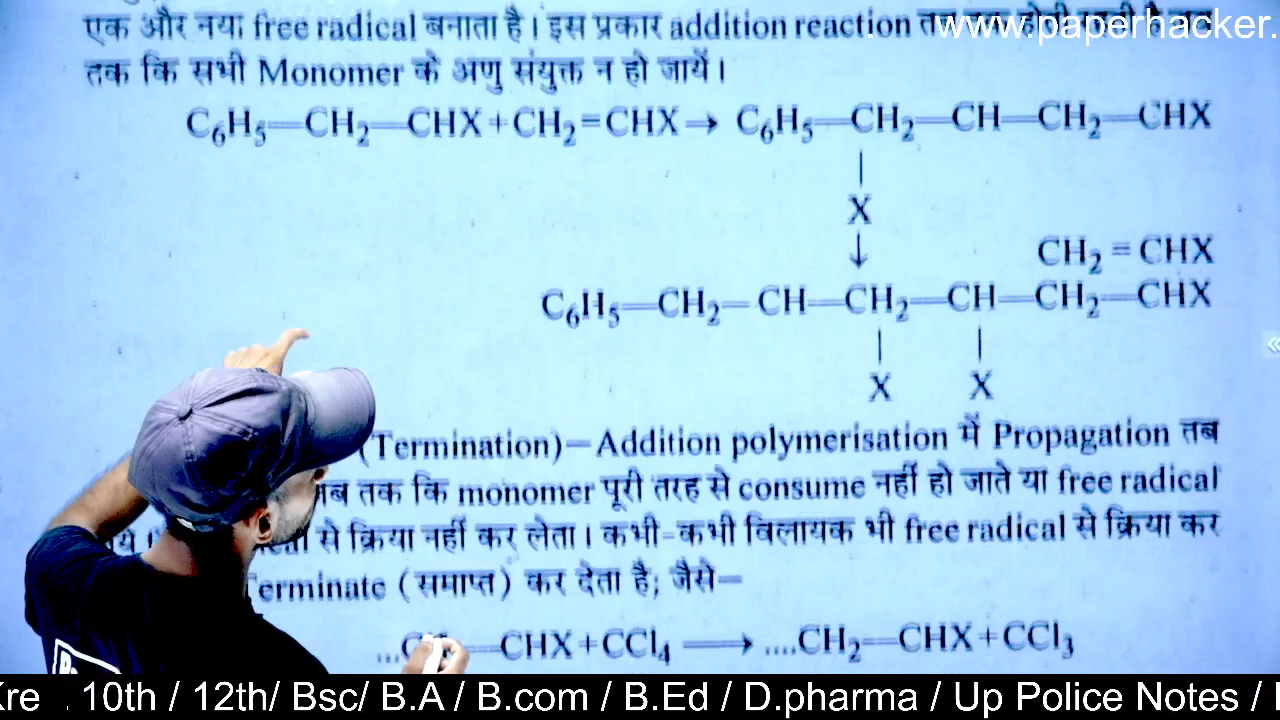 एक और नया free radical बनाता है। इस प्रकार addition reaction
www.paperhacker.
तक कि सभी Monomer के अणु संयुक्त न हो जायें।
C₆H₅—CH₂—CHX+CH₂=CHX→ C₆H₅—CH₂—CH—CH₂—CHX
|
X
↓
CH₂=CHX
C₆H₅—CH₂—CH—CH₂—CH—CH₂—CHX
| |
X X
(Termination)—Addition polymerisation में Propagation तब
तक कि monomer पूरी तरह से consume नहीं हो जाते या free radical
से क्रिया नहीं कर लेता। कभी-कभी विलायक भी free radical से क्रिया कर
Terminate (समाप्त) कर देता है; जैसे—
CHX+CCl₄ ⟶ ....CH₂—CHX+CCl₃
10th / 12th/ Bsc/ B.A / B.com / B.Ed / D.pharma / Up Police Notes /